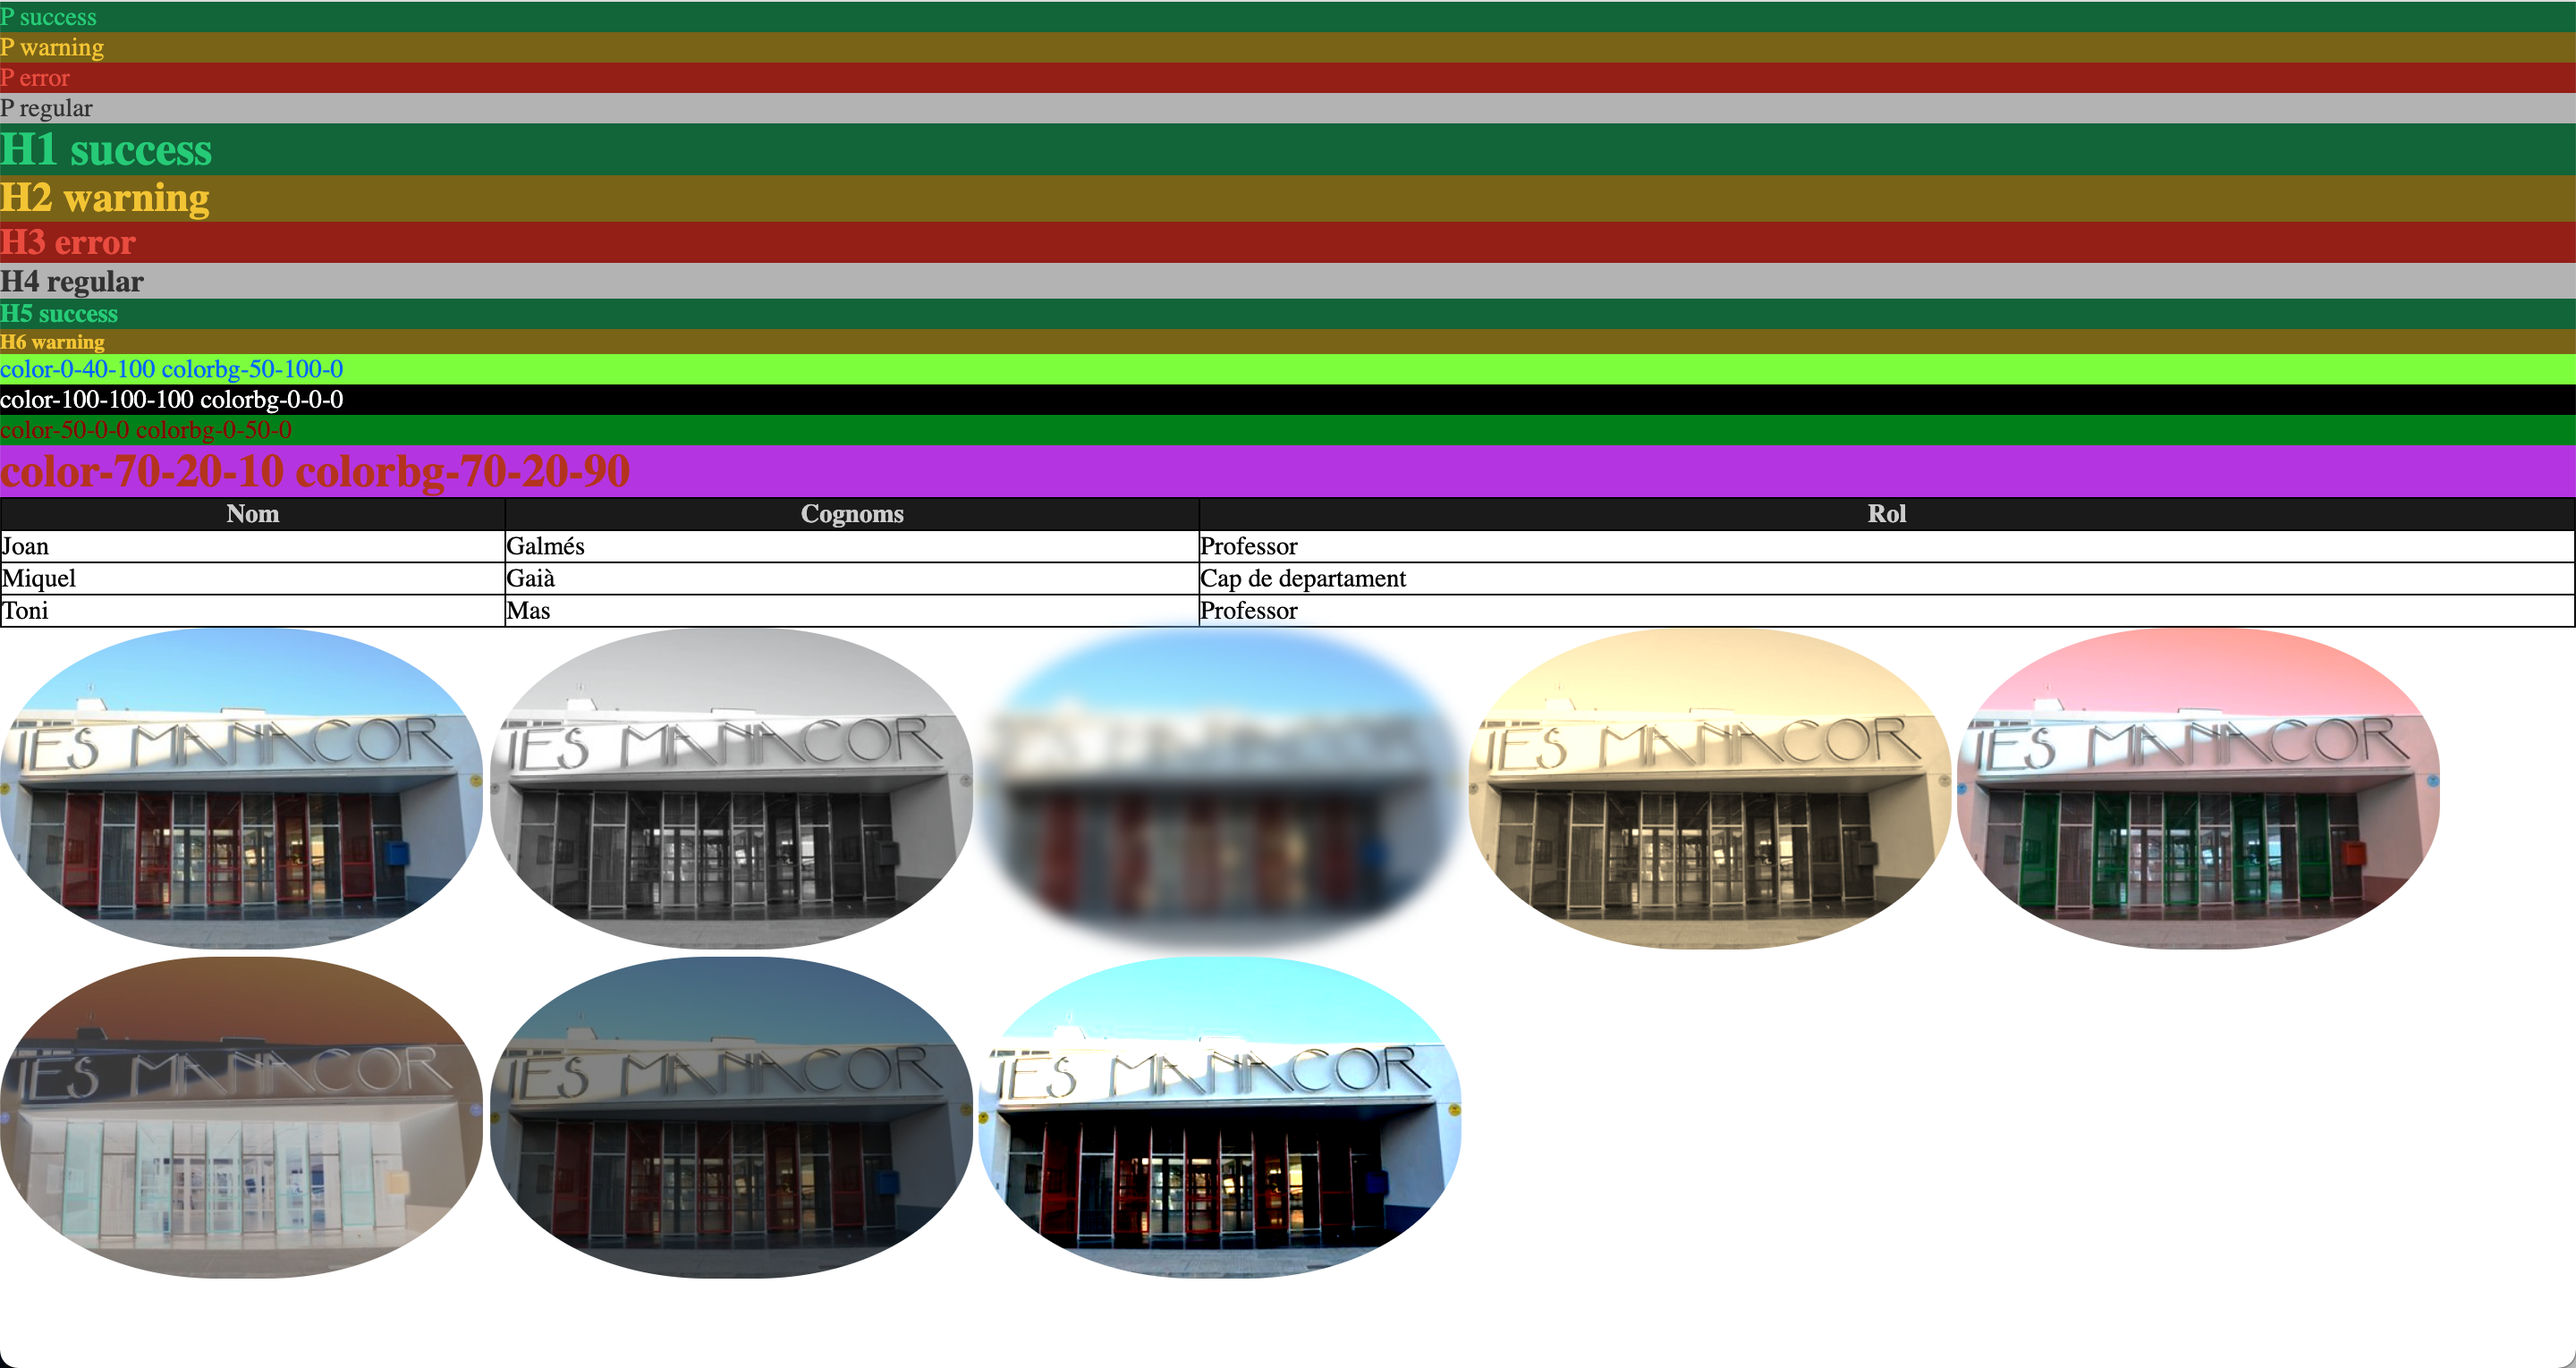 P success
P warning
P error
P regular
H1 success
H2 warning
H3 error
H4 regular
H5 success
H6 warning
color-0-40-100 colorbg-50-100-0
color-100-100-100 colorbg-0-0-0
color-50-0-0 colorbg-0-50-0
color-70-20-10 colorbg-70-20-90
Nom Cognoms Rol
Joan Galmés Professor
Miquel Gaià Cap de departament
Toni Mas Professor
IES MANACOR IES MANACOR IES MANACOR IES MANACOR
IES MANACOR IES MANACOR IES MANACOR